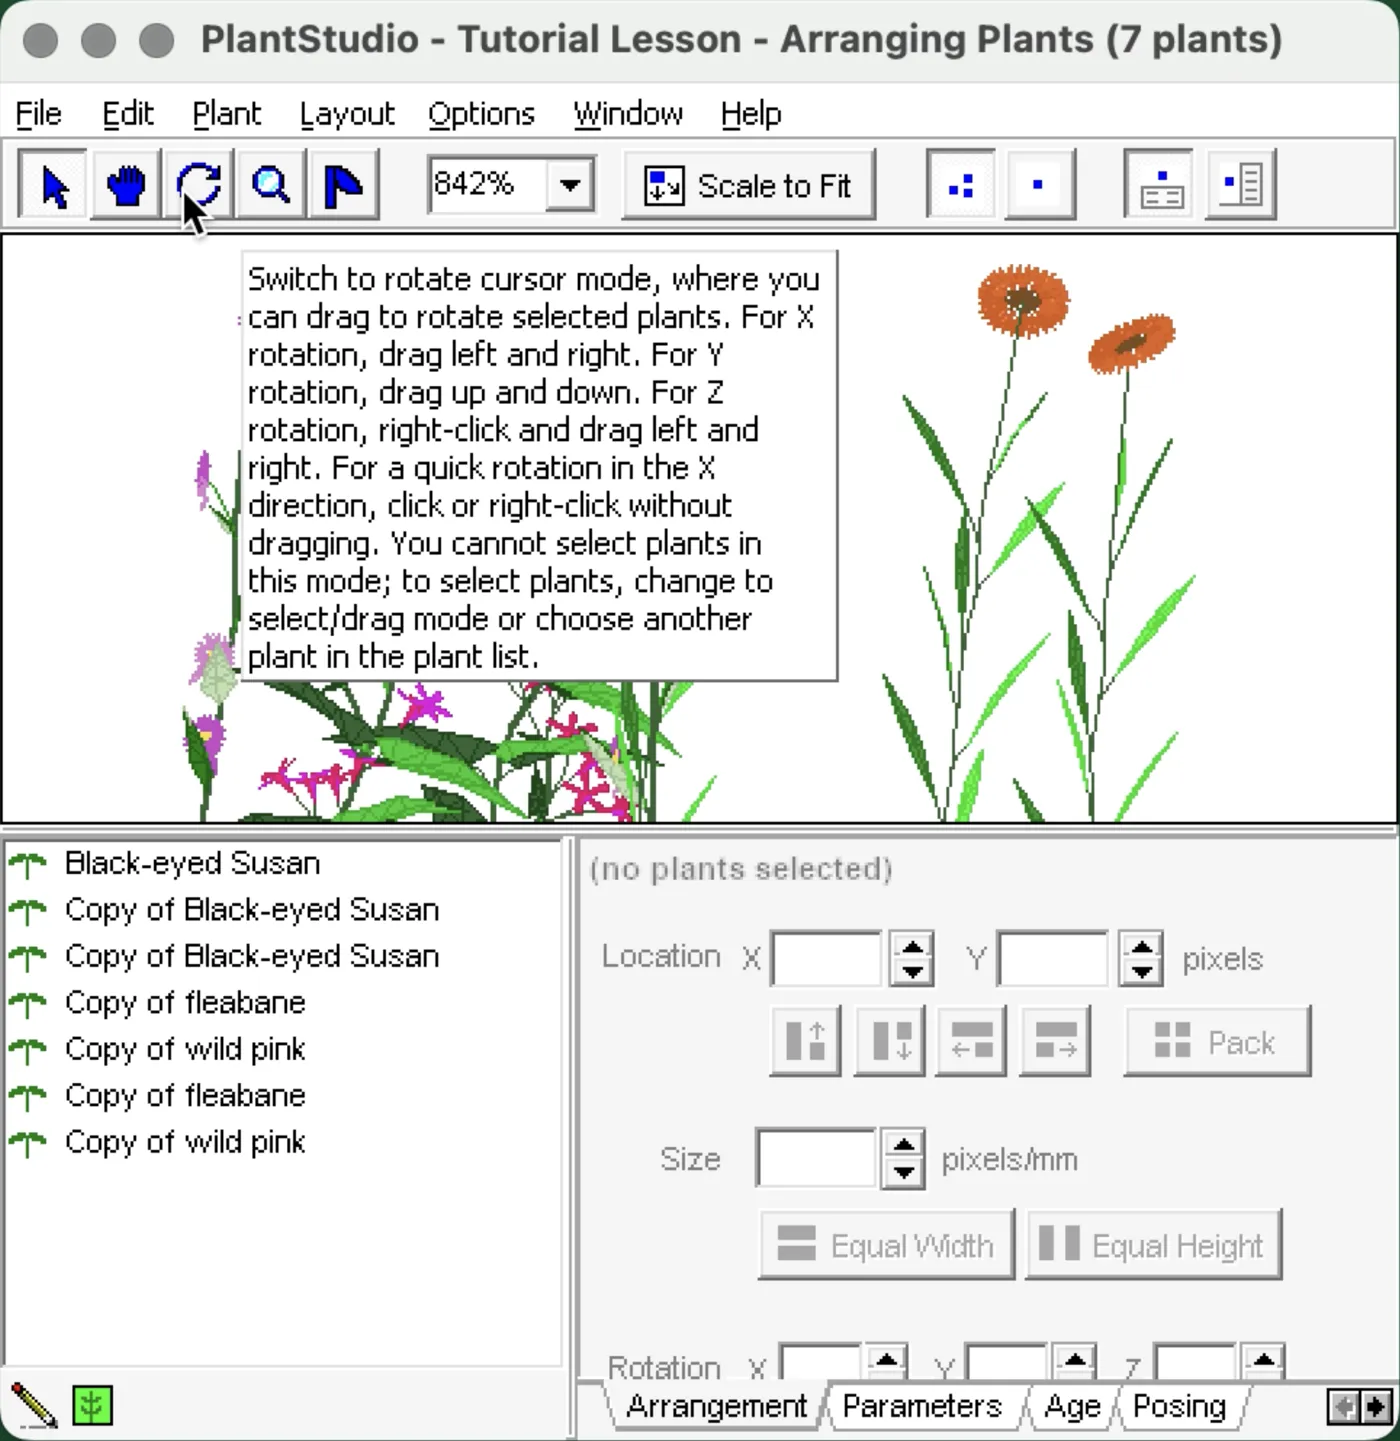 PlantStudio - Tutorial Lesson - Arranging Plants (7 plants)
File Edit Plant Layout Options Window Help
842% Scale to Fit
Switch to rotate cursor mode, where you
can drag to rotate selected plants. For X
rotation, drag left and right. For Y
rotation, drag up and down. For Z
rotation, right-click and drag left and
right. For a quick rotation in the X
direction, click or right-click without
dragging. You cannot select plants in
this mode; to select plants, change to
select/drag mode or choose another
plant in the plant list.
Black-eyed Susan
Copy of Black-eyed Susan
Copy of Black-eyed Susan
Copy of fleabane
Copy of wild pink
Copy of fleabane
Copy of wild pink
(no plants selected)
Location X Y pixels
Pack
Size pixels/mm
Equal Width Equal Height
Rotation X Y Z
Arrangement Parameters Age Posing